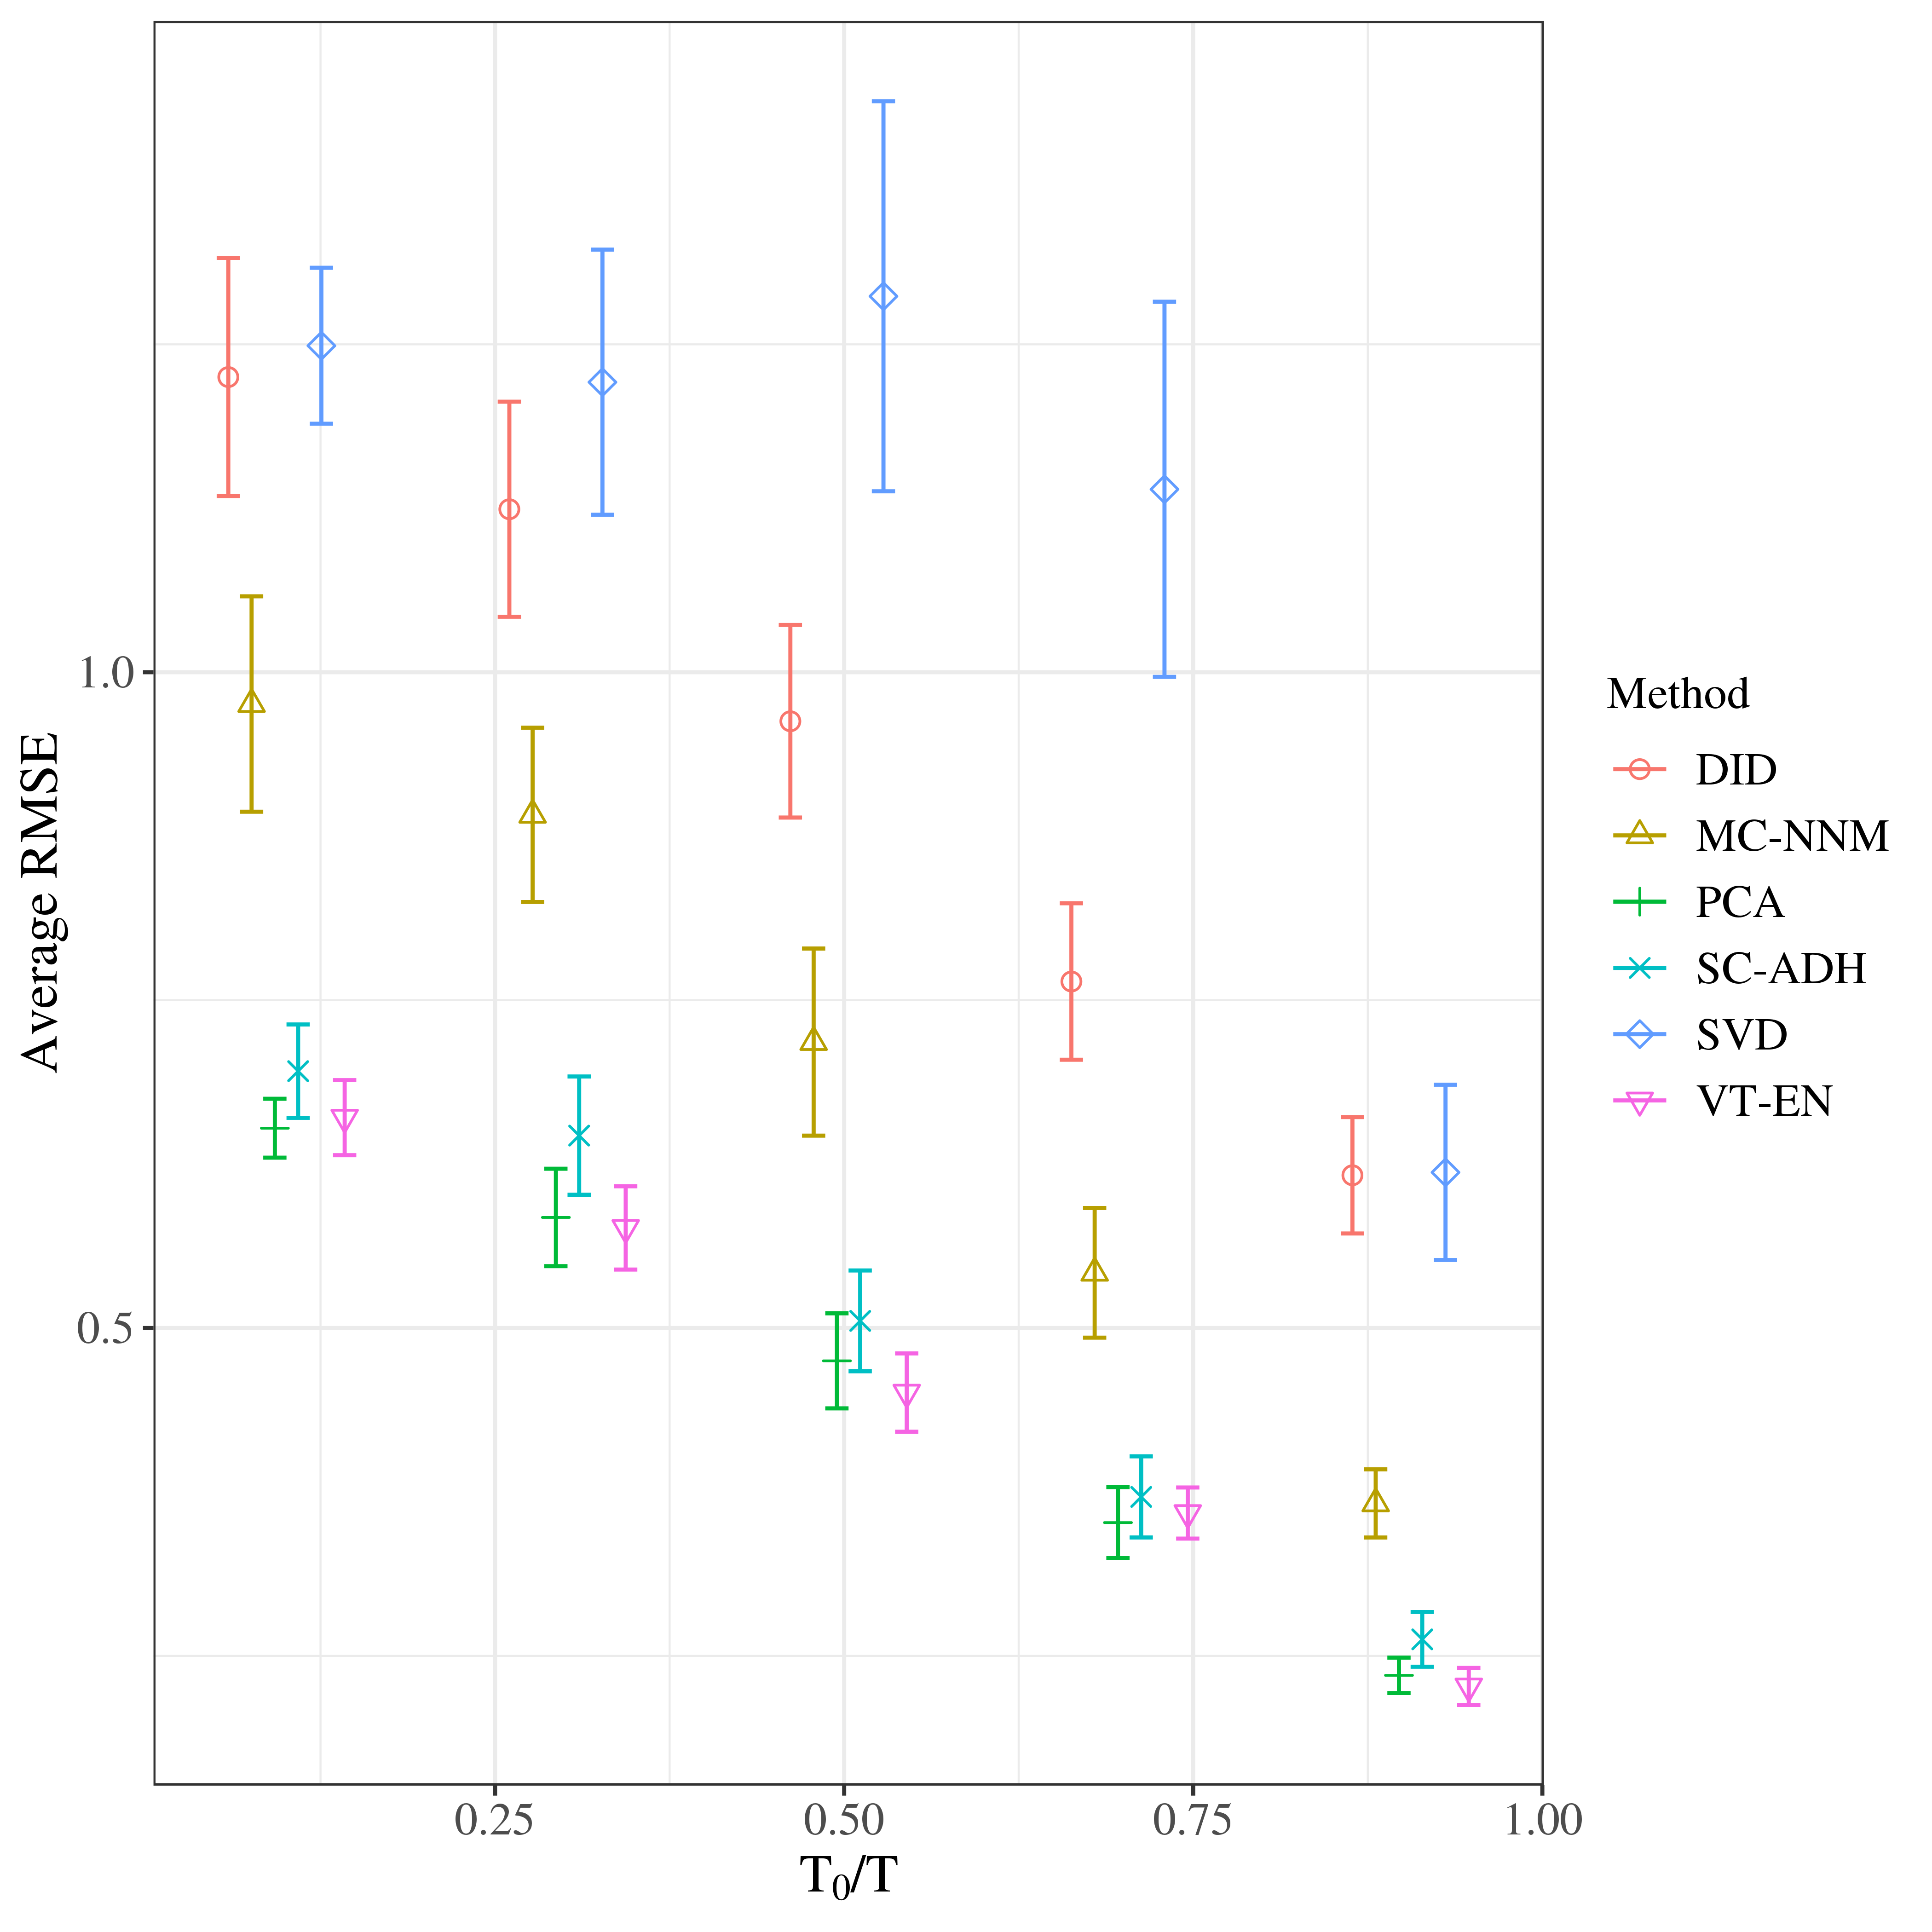 Average RMSE
1.0
0.5
0.25
0.50
0.75
1.00
T₀/T
Method
DID
MC-NNM
PCA
SC-ADH
SVD
VT-EN